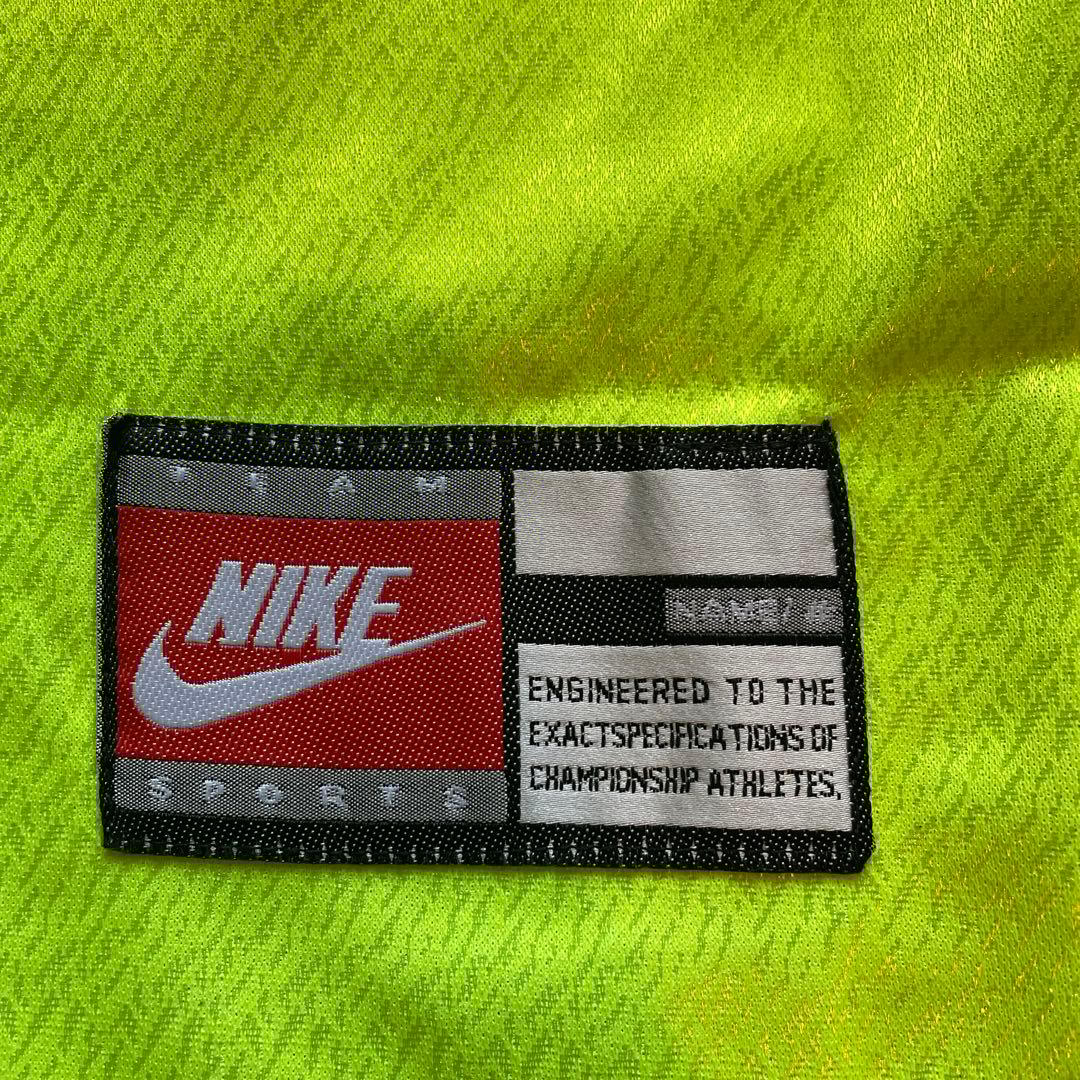 TEAM
NIKE
SPORTS
NAME/#
ENGINEERED TO THE
EXACTSPECIFICATIONS OF
CHAMPIONSHIP ATHLETES.